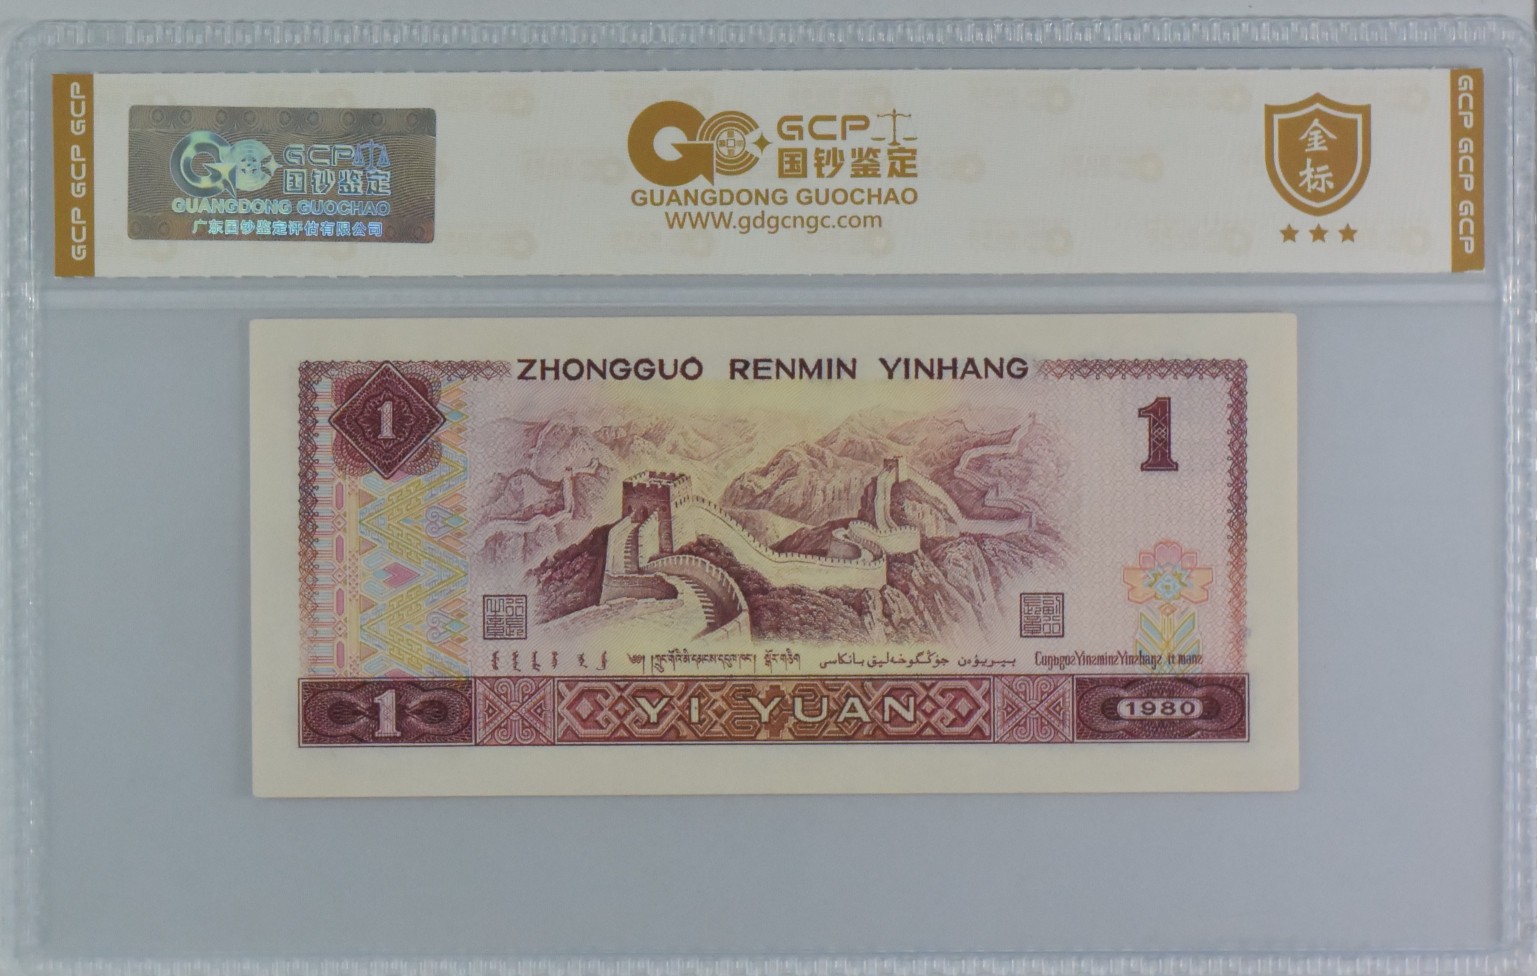 GCP GCP GCP
GCP
国钞鉴定
GUANGDONG GUOCHAO
广东国钞鉴定评估有限公司
GCP
国钞鉴定
GUANGDONG GUOCHAO
WWW.gdgcngc.com
金
标
GCP GCP GCP
ZHONGGUO RENMIN YINHANG
1
1
1
YI YUAN
1980